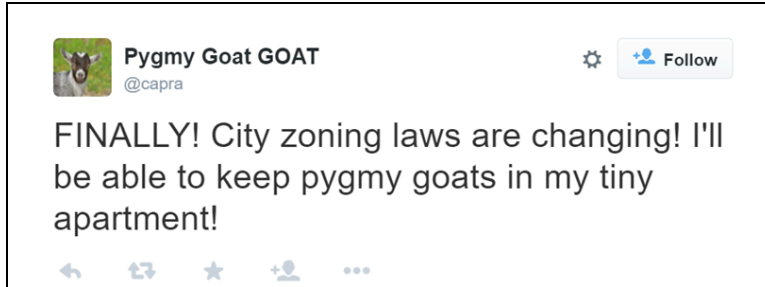 Pygmy Goat GOAT
@capra
Follow
FINALLY! City zoning laws are changing! I'll
be able to keep pygmy goats in my tiny
apartment!